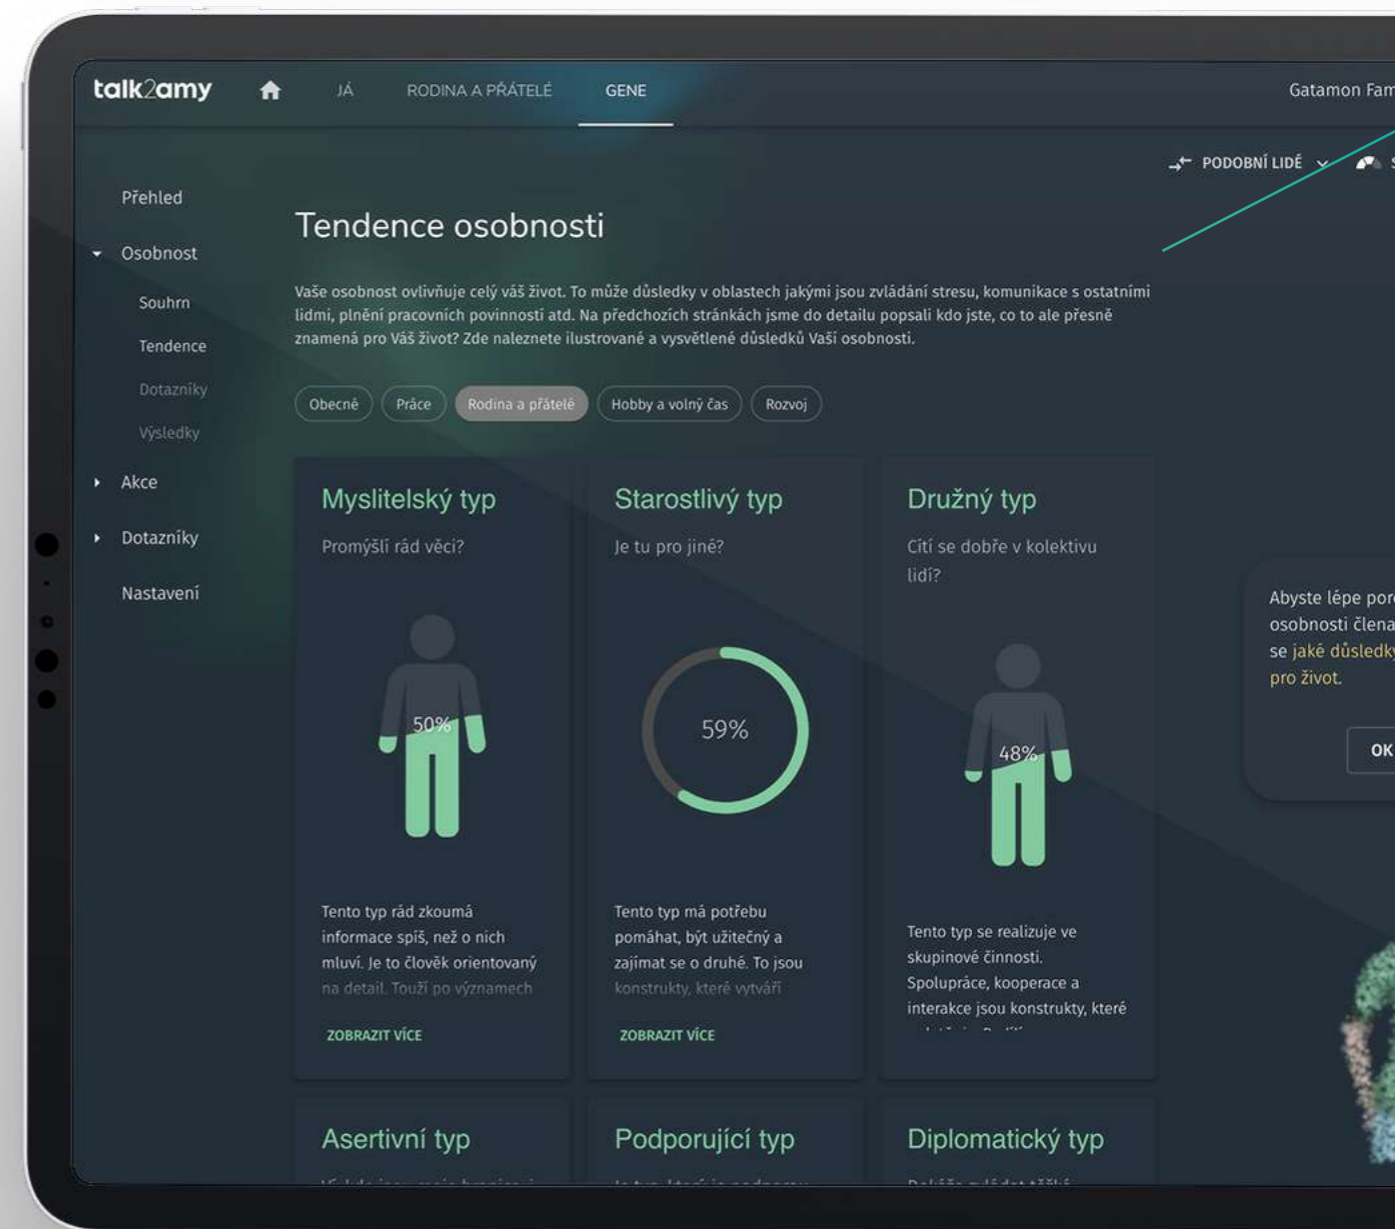 talk2amy
JÁ
RODINA A PŘÁTELÉ
GENE
Gatamon Fam
PODOBNÍ LIDÉ
Přehled
Osobnost
Souhrn
Tendence
Dotazníky
Výsledky
Akce
Dotazníky
Nastavení
Tendence osobnosti
Vaše osobnost ovlivňuje celý váš život. To může důsledky v oblastech jakými jsou zvládání stresu, komunikace s ostatními
lidmi, plnění pracovních povinností atd. Na předchozích stránkách jsme do detailu popsali kdo jste, co to ale přesně
znamená pro Váš život? Zde naleznete ilustrované a vysvětlené důsledků Vaší osobnosti.
Obecné
Práce
Rodina a přátelé
Hobby a volný čas
Rozvoj
Myslitelský typ
Promýšlí rád věci?
50%
Tento typ rád zkoumá
informace spíš, než o nich
mluví. Je to člověk orientovaný
na detail. Touží po významech
ZOBRAZIT VÍCE
Starostlivý typ
Je tu pro jiné?
59%
Tento typ má potřebu
pomáhat, být užitečný a
zajímat se o druhé. To jsou
konstrukty, které vytváří
ZOBRAZIT VÍCE
Družný typ
Cítí se dobře v kolektivu
lidí?
48%
Tento typ se realizuje ve
skupinové činnosti.
Spolupráce, kooperace a
interakce jsou konstrukty, které
Asertivní typ
Podporující typ
Diplomatický typ
Abyste lépe por
osobnosti člena
se jaké důsledky
pro život.
OK